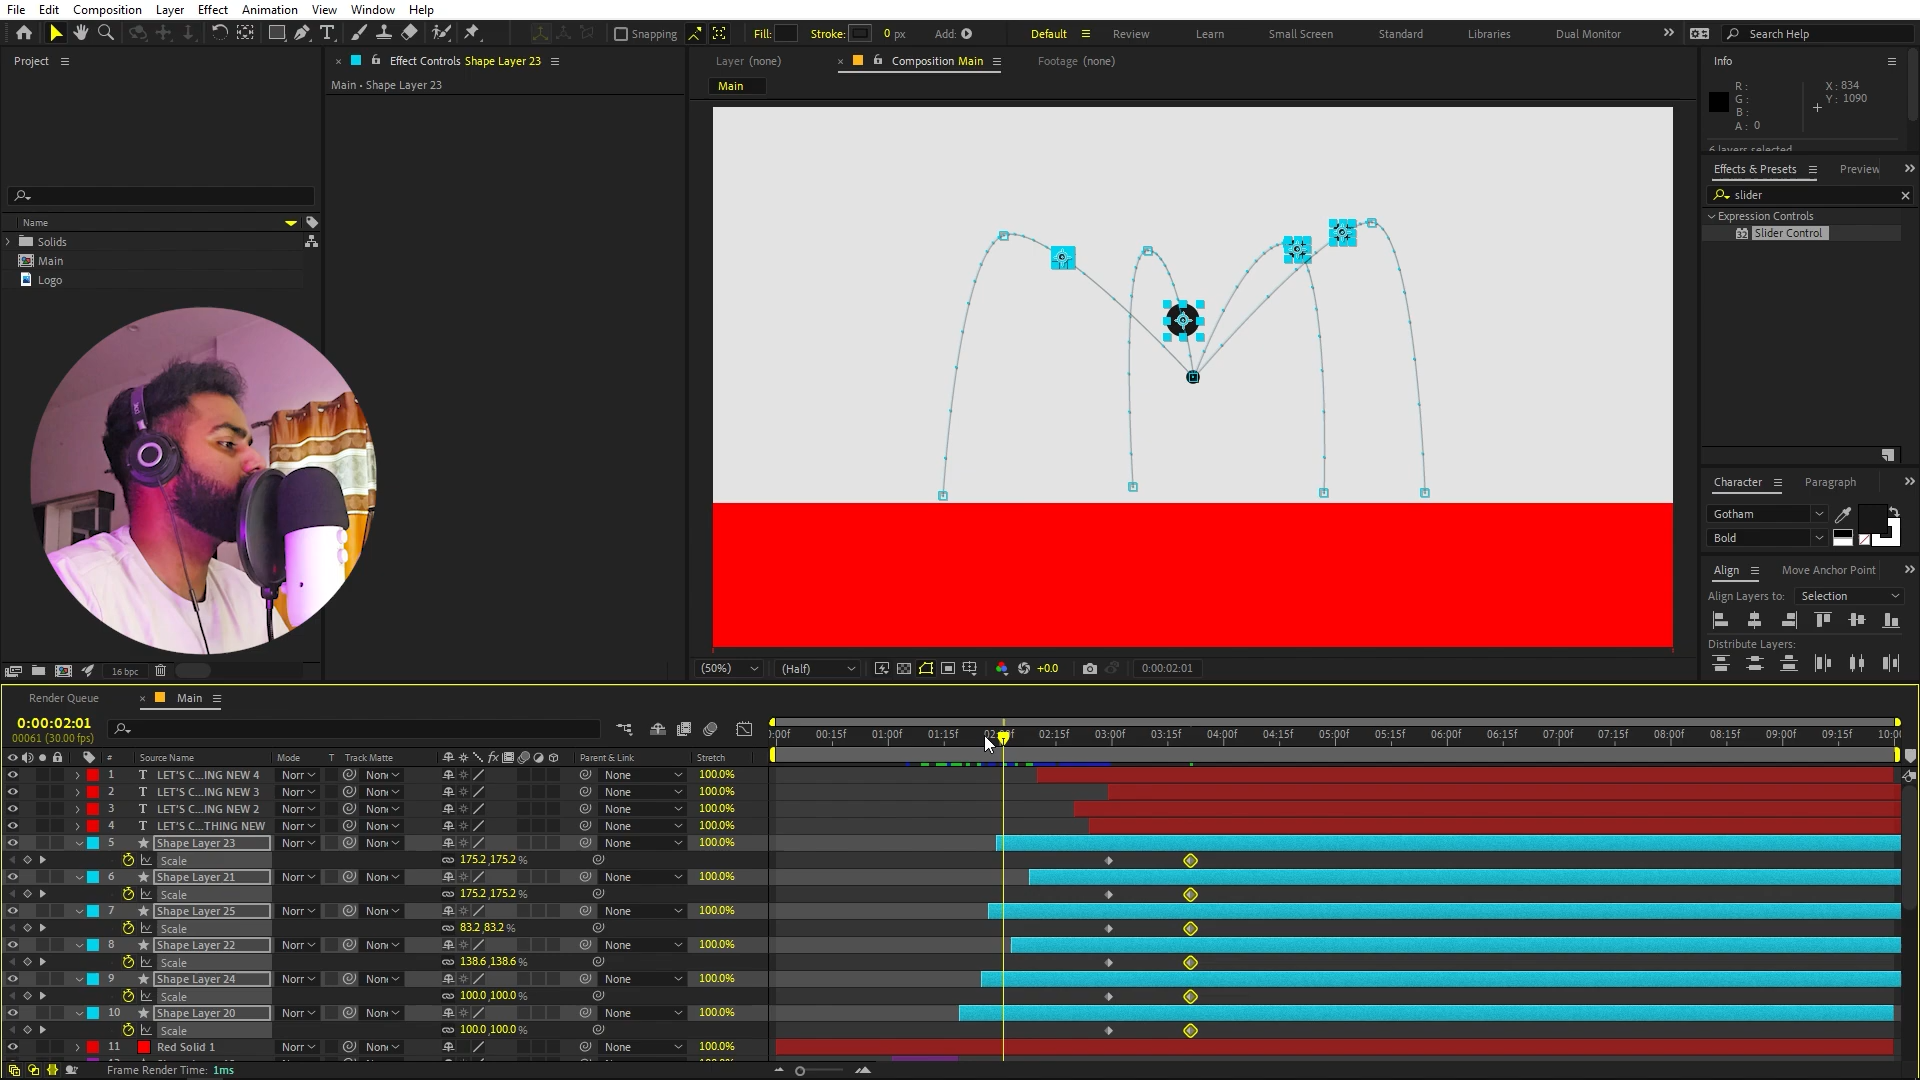 File Edit Composition Layer Effect Animation View Window Help
Snapping Fill: Stroke: 0 px Add: Default Review Learn Small Screen Standard Libraries Dual Monitor Search Help
Project
Effect Controls Shape Layer 23
Main • Shape Layer 23
Name
Solids
Main
Logo
16 bpc
Layer (none) Composition Main Footage (none)
Main
(50%) (Half) +0.0 0:00:02:01
Info
R :
G :
B :
A : 0
X : 834
Y : 1090
6 layers selected
Effects & Presets Preview
slider
Expression Controls
Slider Control
Character Paragraph
Gotham
Bold
Align Move Anchor Point
Align Layers to: Selection
Distribute Layers:
Render Queue Main
0:00:02:01
00061 (30.00 fps)
# Source Name Mode T Track Matte Parent & Link Stretch
:00f 00:15f 01:00f 01:15f 02:00f 02:15f 03:00f 03:15f 04:00f 04:15f 05:00f 05:15f 06:00f 06:15f 07:00f 07:15f 08:00f 08:15f 09:00f 09:15f 10:00
1 T LET'S C...ING NEW 4 Norr None None 100.0%
2 T LET'S C...ING NEW 3 Norr None None 100.0%
3 T LET'S C...ING NEW 2 Norr None None 100.0%
4 T LET'S C...THING NEW Norr None None 100.0%
5 Shape Layer 23 Norr None None 100.0%
Scale 175.2,175.2 %
6 Shape Layer 21 Norr None None 100.0%
Scale 175.2,175.2 %
7 Shape Layer 25 Norr None None 100.0%
Scale 83.2,83.2 %
8 Shape Layer 22 Norr None None 100.0%
Scale 138.6,138.6 %
9 Shape Layer 24 Norr None None 100.0%
Scale 100.0,100.0 %
10 Shape Layer 20 Norr None None 100.0%
Scale 100.0,100.0 %
11 Red Solid 1 Norr None None 100.0%
Frame Render Time: 1ms